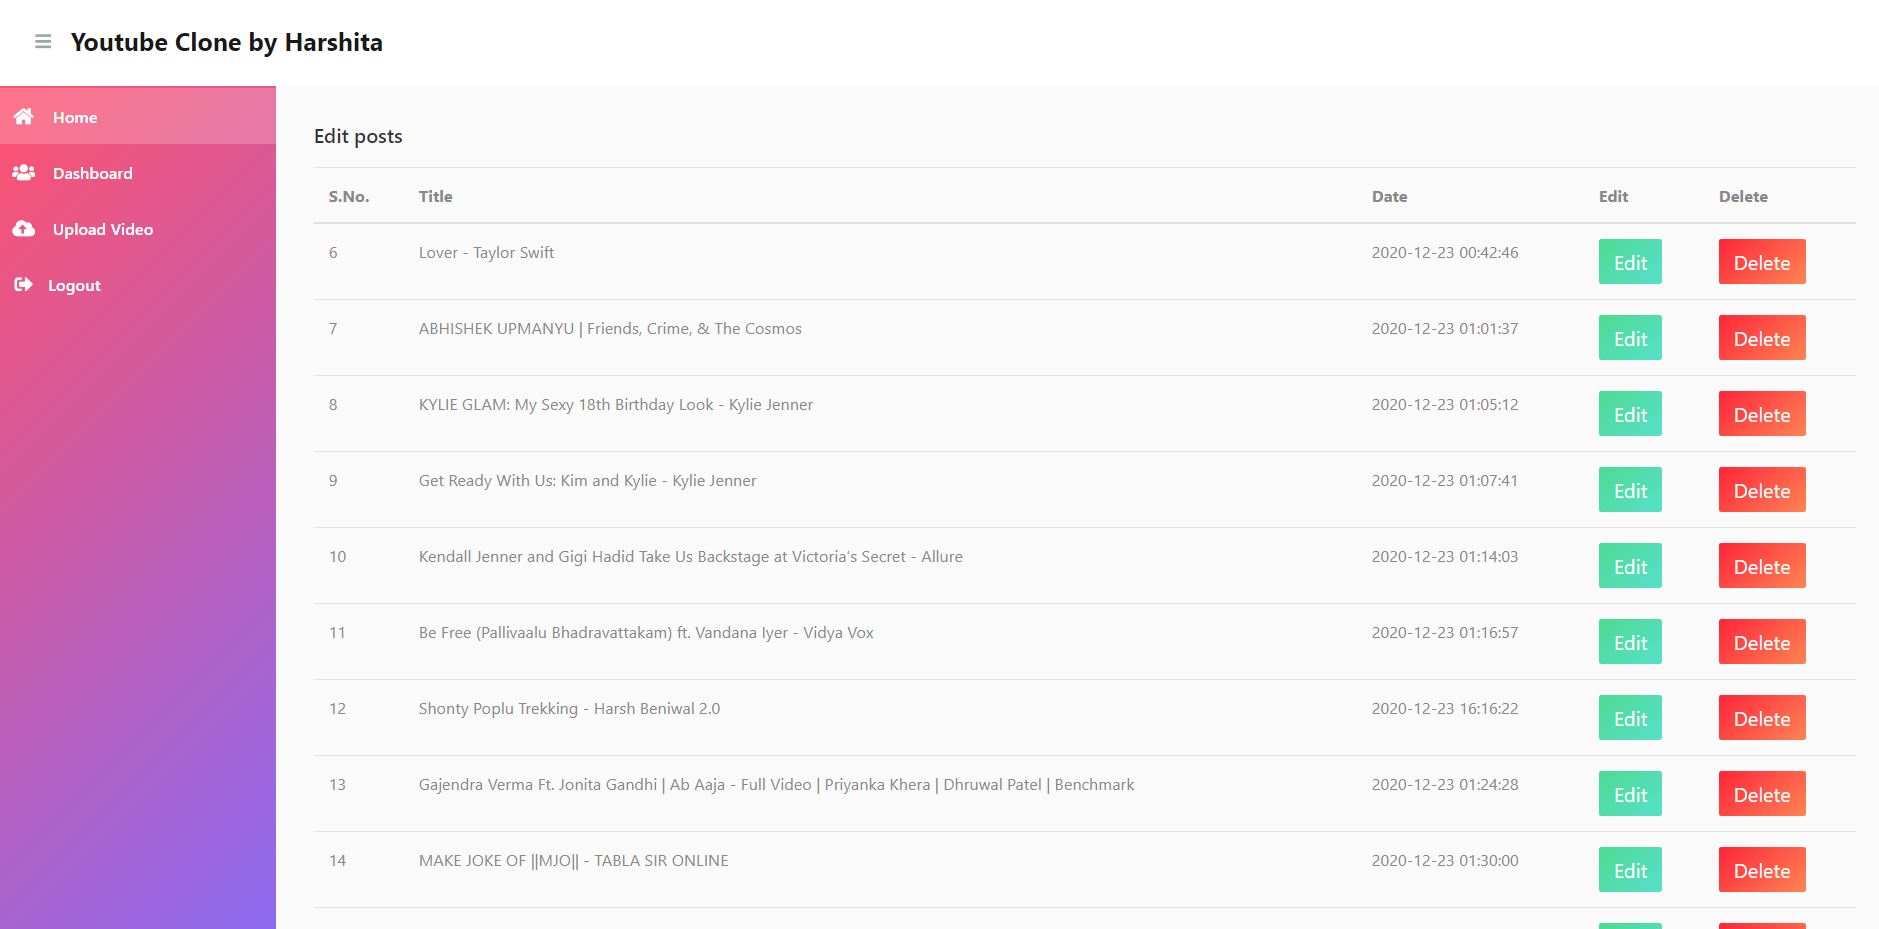 Youtube Clone by Harshita
Home
Dashboard
Upload Video
Logout
Edit posts
S.No. Title Date Edit Delete
6 Lover - Taylor Swift 2020-12-23 00:42:46 Edit Delete
7 ABHISHEK UPMANYU | Friends, Crime, & The Cosmos 2020-12-23 01:01:37 Edit Delete
8 KYLIE GLAM: My Sexy 18th Birthday Look - Kylie Jenner 2020-12-23 01:05:12 Edit Delete
9 Get Ready With Us: Kim and Kylie - Kylie Jenner 2020-12-23 01:07:41 Edit Delete
10 Kendall Jenner and Gigi Hadid Take Us Backstage at Victoria’s Secret - Allure 2020-12-23 01:14:03 Edit Delete
11 Be Free (Pallivaalu Bhadravattakam) ft. Vandana Iyer - Vidya Vox 2020-12-23 01:16:57 Edit Delete
12 Shonty Poplu Trekking - Harsh Beniwal 2.0 2020-12-23 16:16:22 Edit Delete
13 Gajendra Verma Ft. Jonita Gandhi | Ab Aaja - Full Video | Priyanka Khera | Dhruwal Patel | Benchmark 2020-12-23 01:24:28 Edit Delete
14 MAKE JOKE OF ||MJO|| - TABLA SIR ONLINE 2020-12-23 01:30:00 Edit Delete